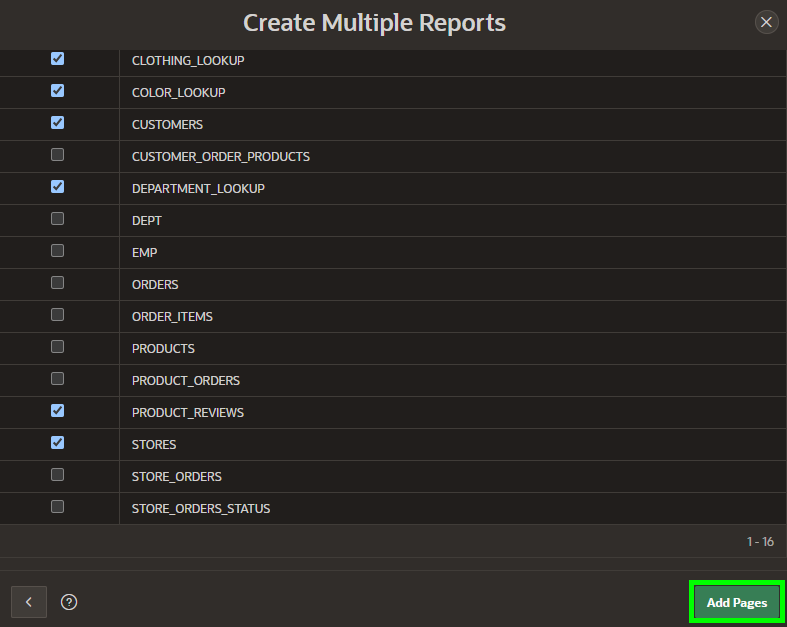 Create Multiple Reports
CLOTHING_LOOKUP
COLOR_LOOKUP
CUSTOMERS
CUSTOMER_ORDER_PRODUCTS
DEPARTMENT_LOOKUP
DEPT
EMP
ORDERS
ORDER_ITEMS
PRODUCTS
PRODUCT_ORDERS
PRODUCT_REVIEWS
STORES
STORE_ORDERS
STORE_ORDERS_STATUS
1 - 16
Add Pages